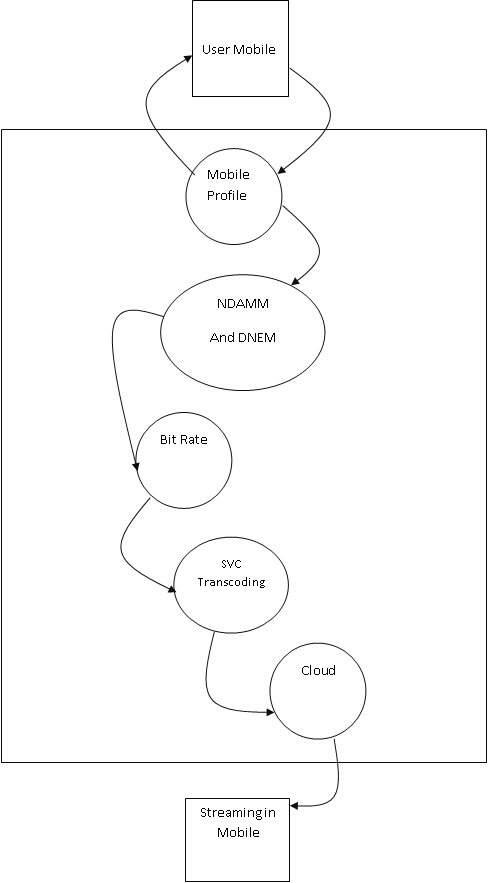 User Mobile
Mobile
Profile
NDAMM
And DNEM
Bit Rate
SVC
Transcoding
Cloud
Streaming in
Mobile